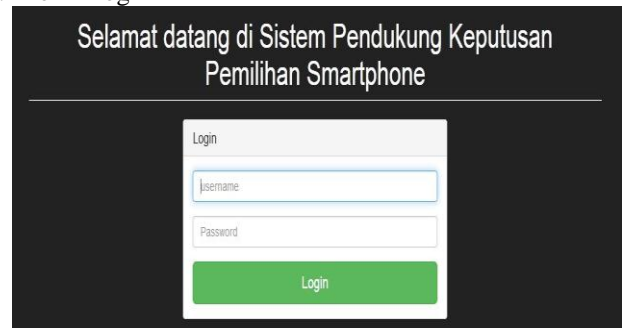 Selamat datang di Sistem Pendukung Keputusan
Pemilihan Smartphone
Login
username
Password
Login